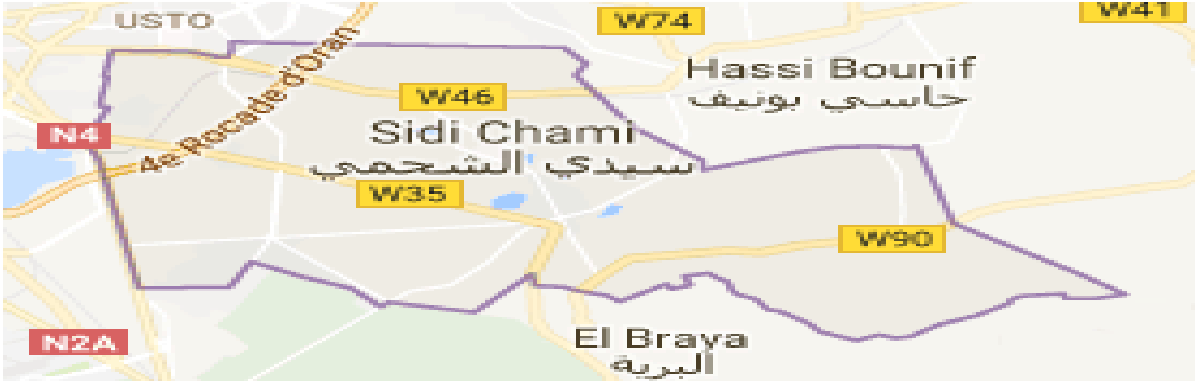 USTO
W74
W41
4e Rocade d'Oran
Hassi Bounif
حاسي بونيف
W46
N4
Sidi Chami
سيدي الشحمي
W35
W90
N2A
El Braya
البرية